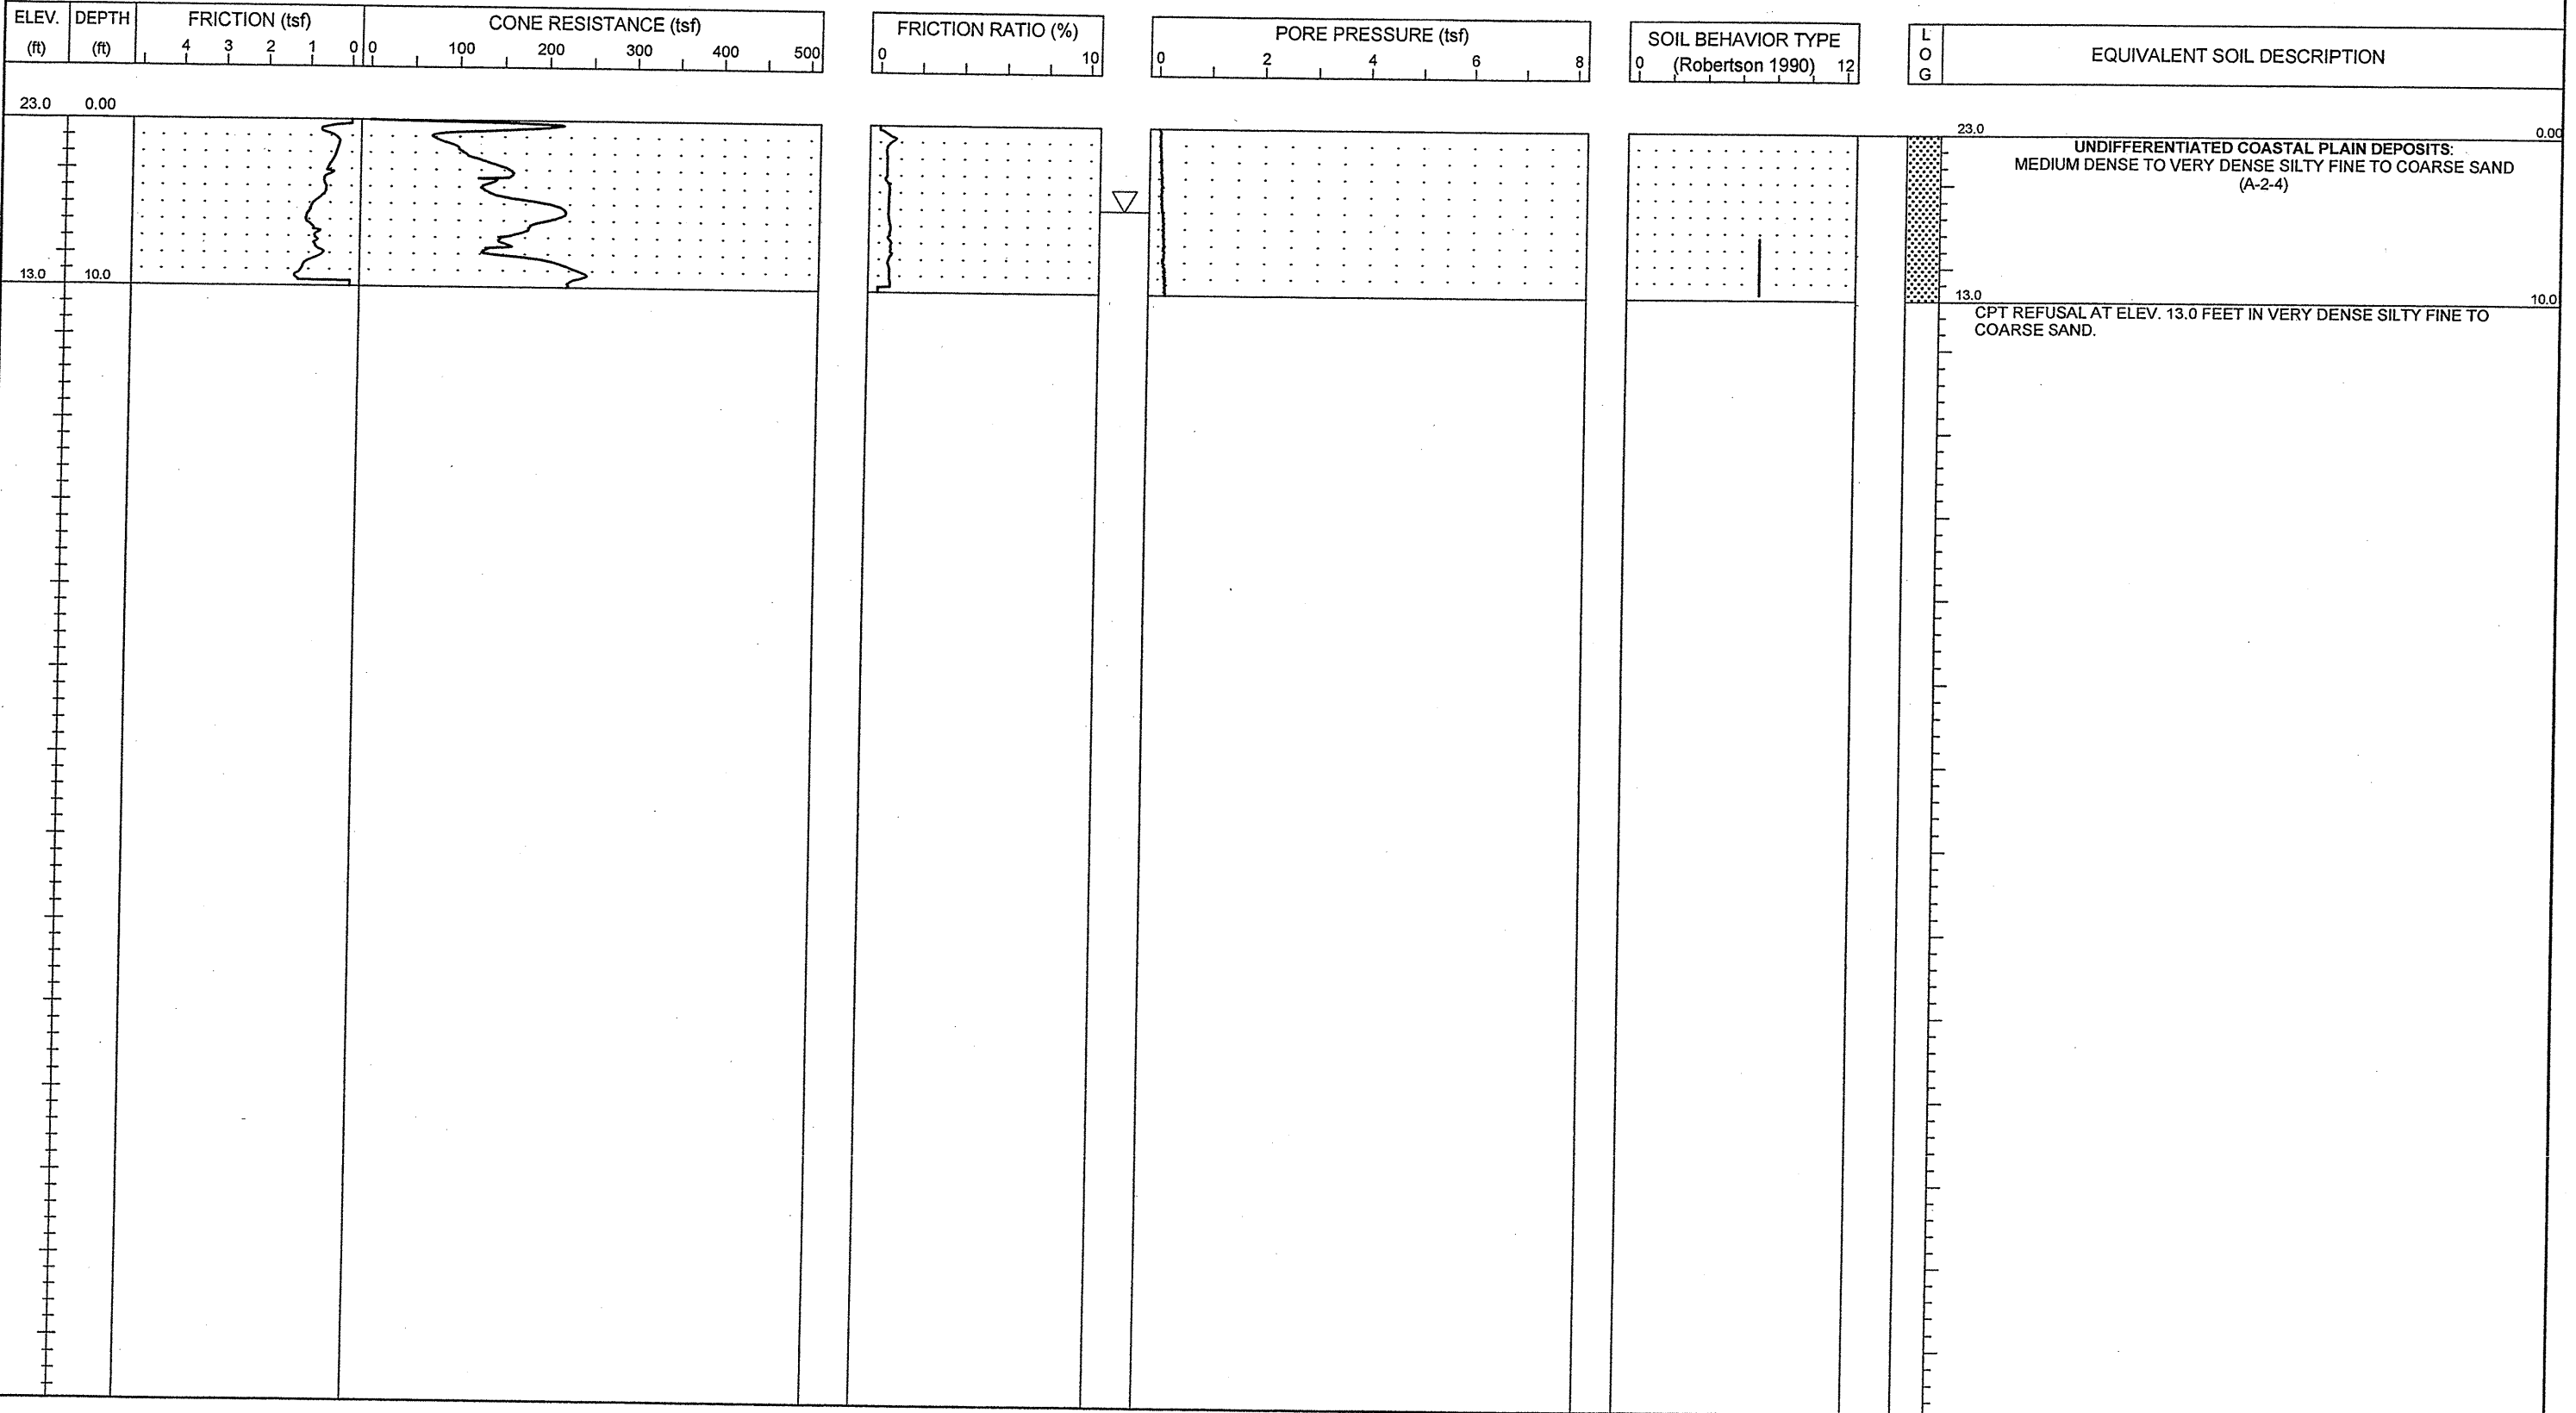 ELEV. DEPTH FRICTION (tsf) CONE RESISTANCE (tsf) FRICTION RATIO (%) PORE PRESSURE (tsf) SOIL BEHAVIOR TYPE L O G EQUIVALENT SOIL DESCRIPTION
(ft) (ft) 4 3 2 1 0 0 100 200 300 400 500 0 10 0 2 4 6 8 0 (Robertson 1990) 12
23.0 0.00 23.0 0.00
UNDIFFERENTIATED COASTAL PLAIN DEPOSITS:
MEDIUM DENSE TO VERY DENSE SILTY FINE TO COARSE SAND
(A-2-4)
13.0 10.0 13.0 10.0
CPT REFUSAL AT ELEV. 13.0 FEET IN VERY DENSE SILTY FINE TO
COARSE SAND.